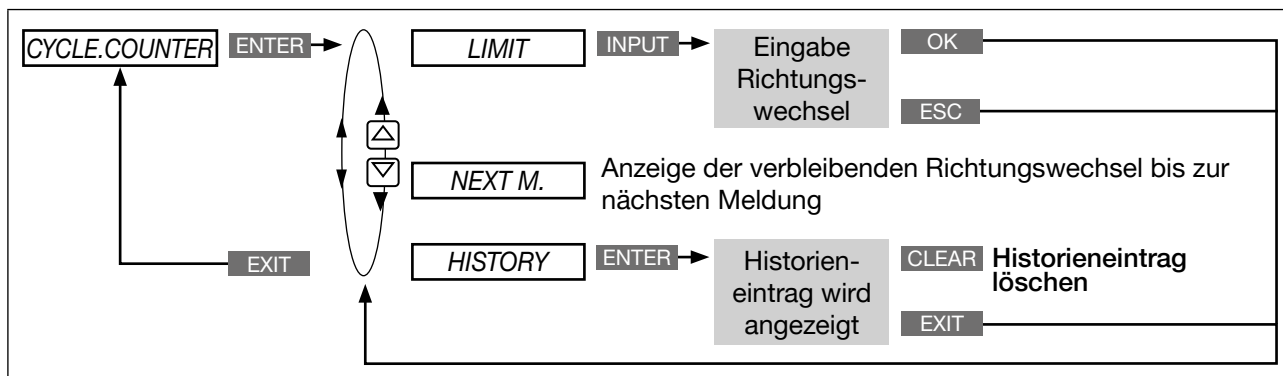 CYCLE.COUNTER ENTER LIMIT INPUT Eingabe
Richtungs-
wechsel
OK
ESC
NEXT M. Anzeige der verbleibenden Richtungswechsel bis zur
nächsten Meldung
EXIT
HISTORY ENTER Historien-
eintrag wird
angezeigt
CLEAR Historieneintrag
löschen
EXIT